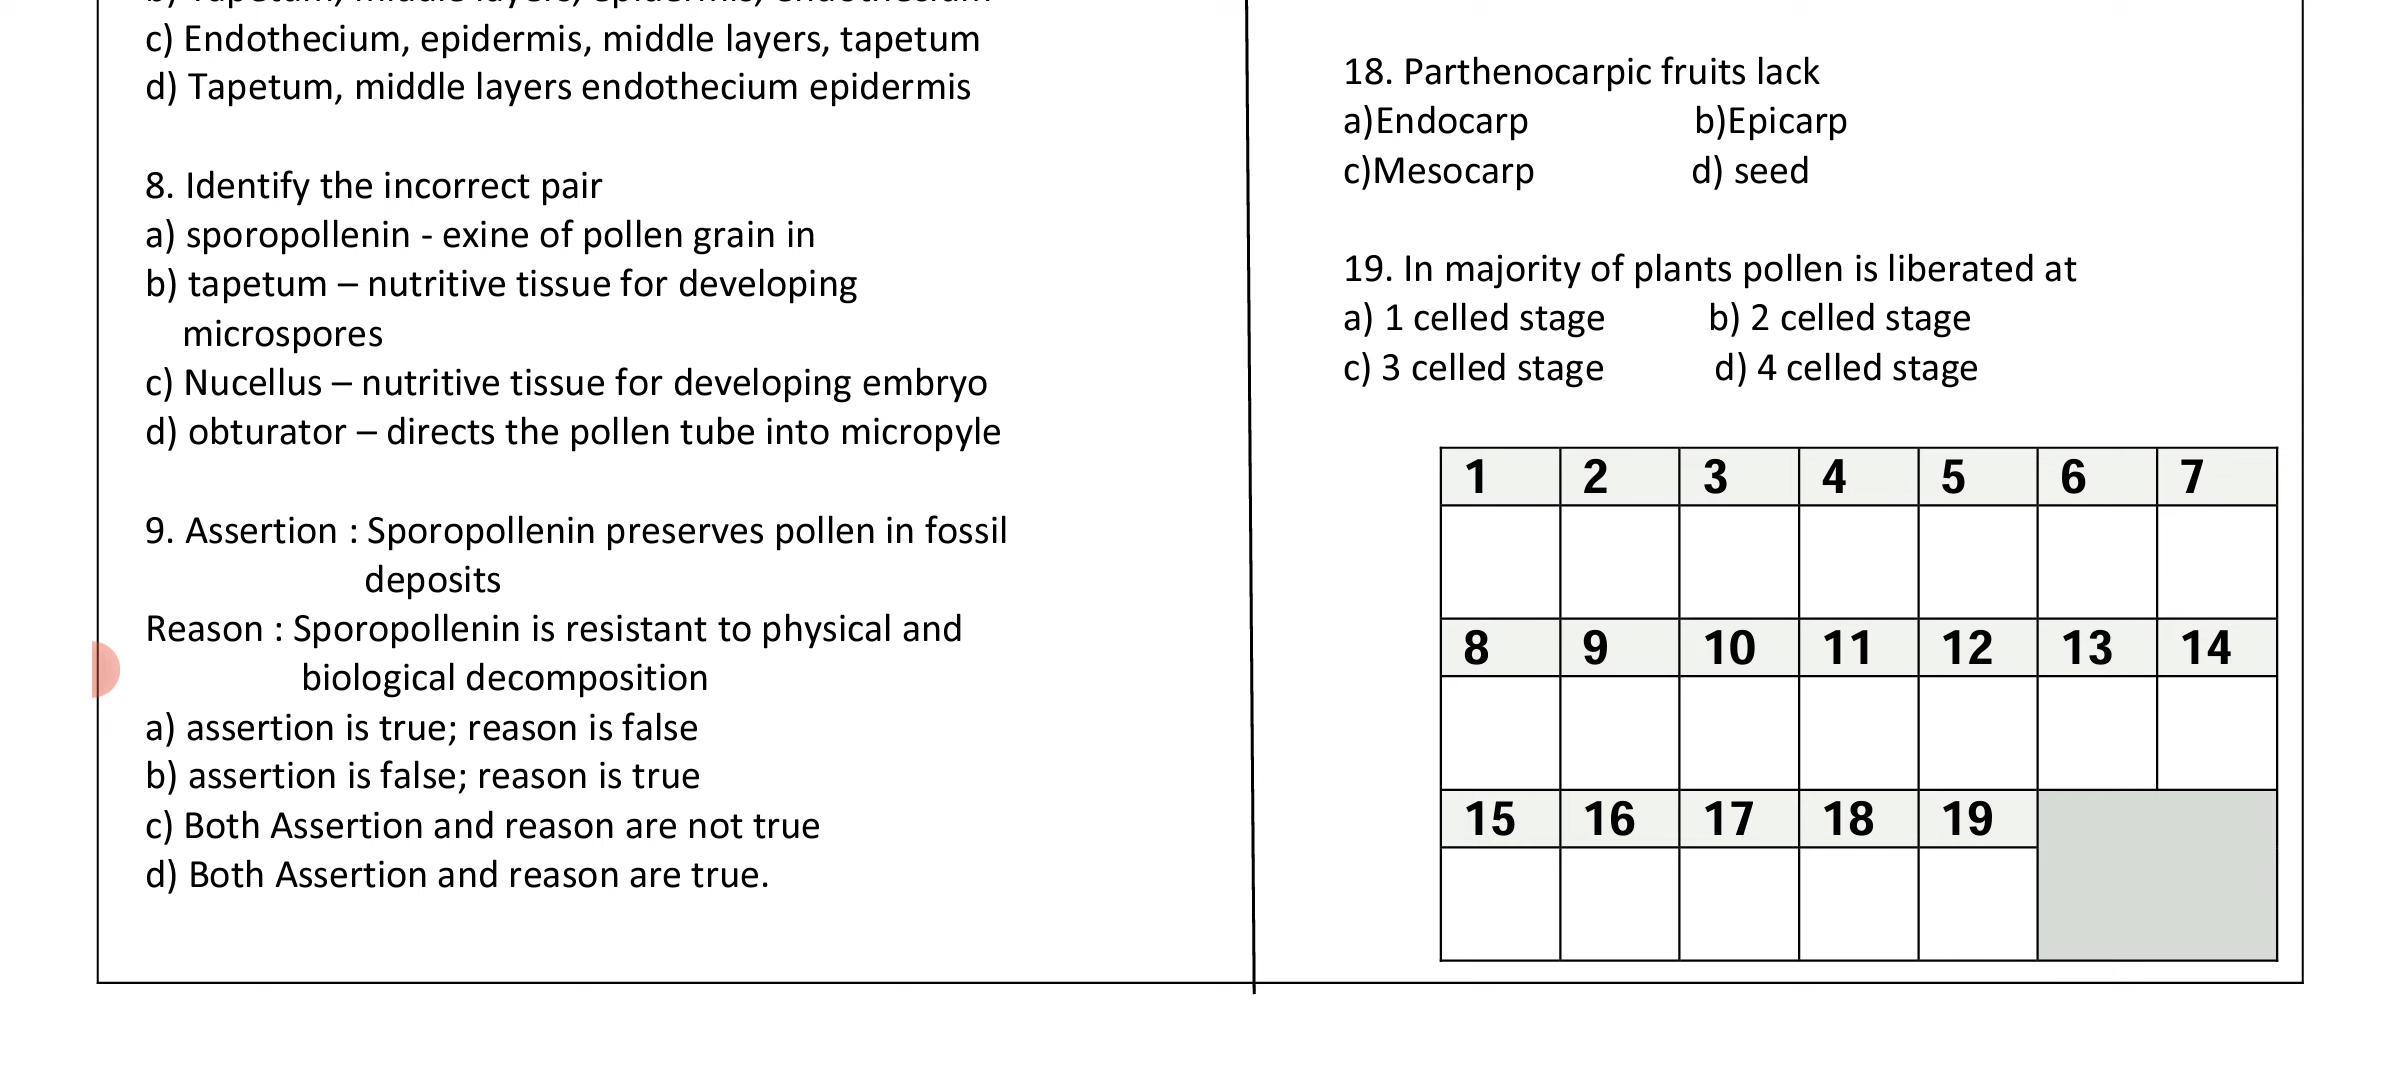 b) Tapetum, middle layers, epidermis, endothecium
c) Endothecium, epidermis, middle layers, tapetum
d) Tapetum, middle layers endothecium epidermis
8. Identify the incorrect pair
a) sporopollenin - exine of pollen grain in
b) tapetum – nutritive tissue for developing
microspores
c) Nucellus – nutritive tissue for developing embryo
d) obturator – directs the pollen tube into micropyle
9. Assertion : Sporopollenin preserves pollen in fossil
deposits
Reason : Sporopollenin is resistant to physical and
biological decomposition
a) assertion is true; reason is false
b) assertion is false; reason is true
c) Both Assertion and reason are not true
d) Both Assertion and reason are true.
18. Parthenocarpic fruits lack
a)Endocarp b)Epicarp
c)Mesocarp d) seed
19. In majority of plants pollen is liberated at
a) 1 celled stage b) 2 celled stage
c) 3 celled stage d) 4 celled stage
1 2 3 4 5 6 7
8 9 10 11 12 13 14
15 16 17 18 19